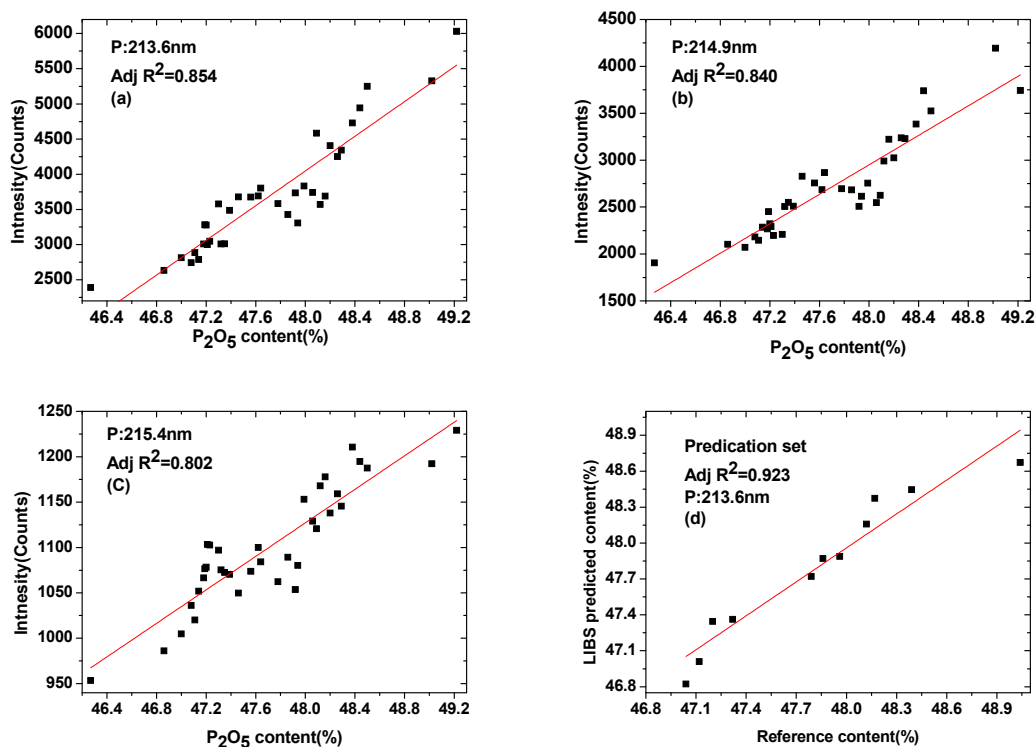 6000
5500
5000
4500
4000
3500
3000
2500
Intnesity(Counts)
P:213.6nm
Adj R²=0.854
(a)
46.4 46.8 47.2 47.6 48.0 48.4 48.8 49.2
P₂O₅ content(%)
4500
4000
3500
3000
2500
2000
1500
Intnesity(Counts)
P:214.9nm
Adj R²=0.840
(b)
46.4 46.8 47.2 47.6 48.0 48.4 48.8 49.2
P₂O₅ content(%)
1250
1200
1150
1100
1050
1000
950
Intnesity(Counts)
P:215.4nm
Adj R²=0.802
(C)
46.4 46.8 47.2 47.6 48.0 48.4 48.8 49.2
P₂O₅ content(%)
48.9
48.6
48.3
48.0
47.7
47.4
47.1
46.8
LIBS predicted content(%)
Predication set
Adj R²=0.923
P:213.6nm
(d)
47.1 47.4 47.7 48.0 48.3 48.6 48.9
Reference content(%)